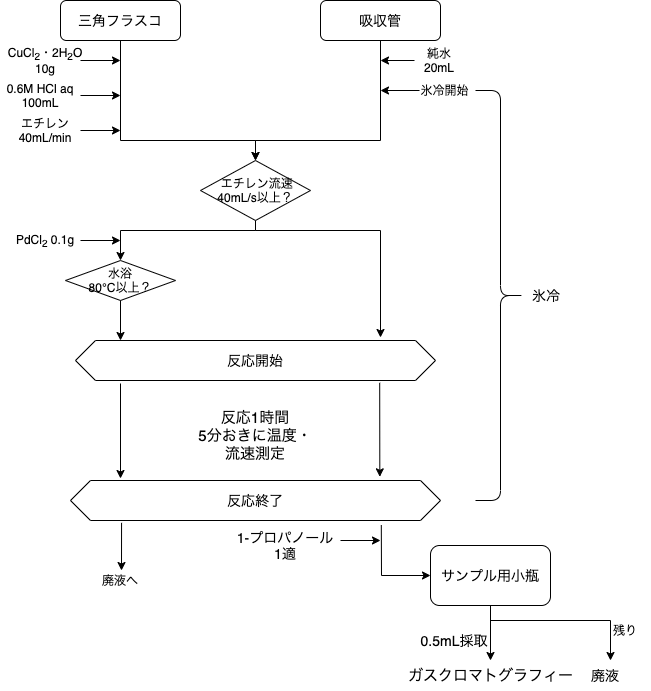 三角フラスコ
吸収管
CuCl2・2H2O
10g
0.6M HCl aq
100mL
エチレン
40mL/min
純水
20mL
氷冷開始
エチレン流速
40mL/s以上？
PdCl2 0.1g
水浴
80°C以上？
氷冷
反応開始
反応1時間
5分おきに温度・
流速測定
反応終了
1-プロパノール
1適
廃液へ
サンプル用小瓶
0.5mL採取
残り
ガスクロマトグラフィー
廃液